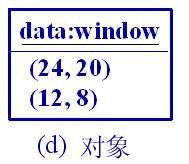 data:window
(24, 20)
(12, 8)
(d) 对象